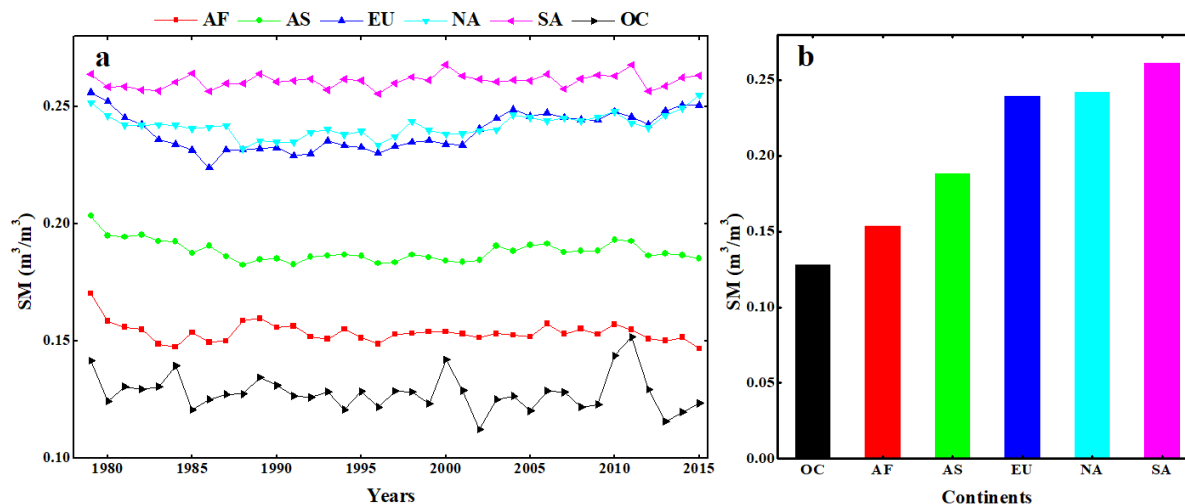 AF AS EU NA SA OC
a
SM (m³/m³)
0.25
0.20
0.15
0.10
1980 1985 1990 1995 2000 2005 2010 2015
Years
b
SM (m³/m³)
0.25
0.20
0.15
0.10
0.05
0.00
OC AF AS EU NA SA
Continents